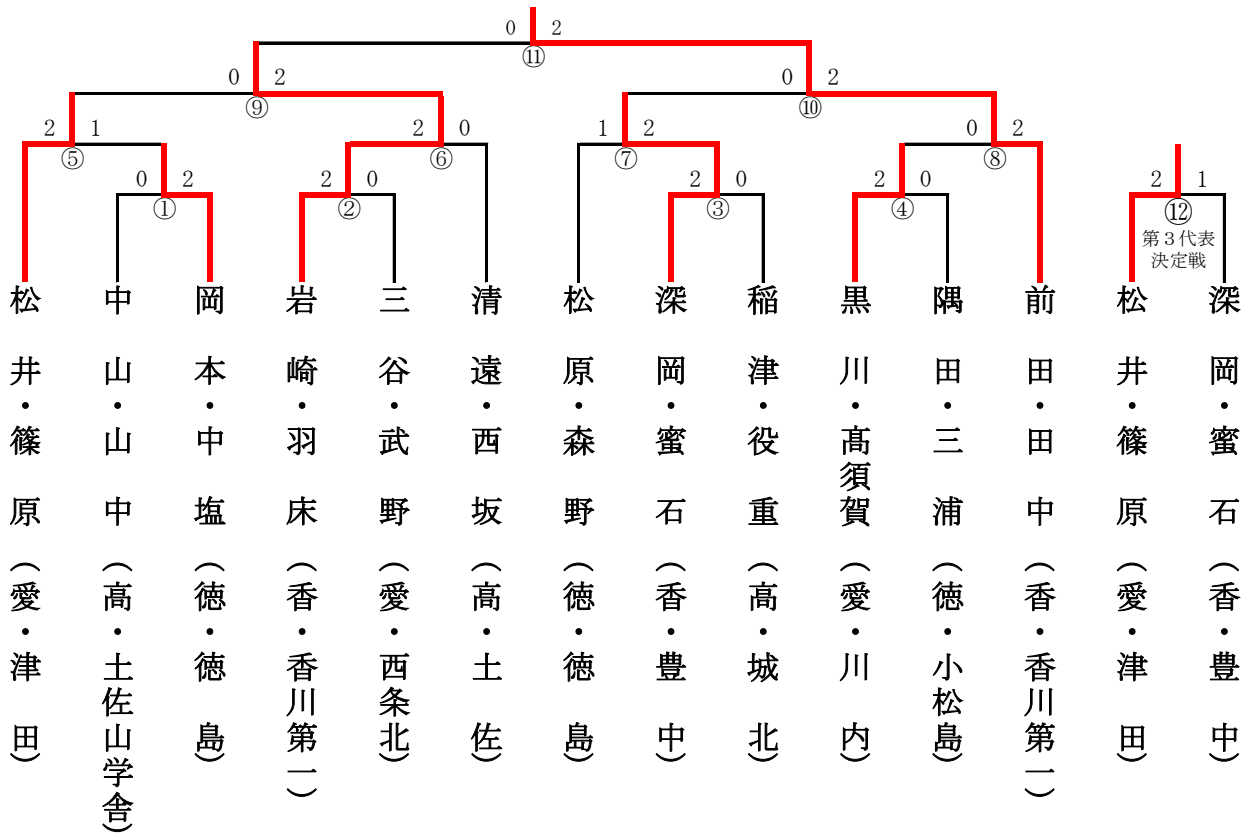 0 2
⑪
0 2
⑨
0 2
⑩
2 1
⑤
2 0
⑥
1 2
⑦
0 2
⑧
0 2
①
2 0
②
2 0
③
2 0
④
2 1
⑫
第3代表
決定戦
松井・篠原(愛・津田)
中山・山中(高・土佐山学舎)
岡本・中塩(徳・徳島)
岩崎・羽床(香・香川第一)
三谷・武野(愛・西条北)
清遠・西坂(高・土佐)
松原・森野(徳・徳島)
深岡・蜜石(香・豊中)
稲津・役重(高・城北)
黒川・髙須賀(愛・川内)
隅田・三浦(徳・小松島)
前田・田中(香・香川第一)
松井・篠原(愛・津田)
深岡・蜜石(香・豊中)